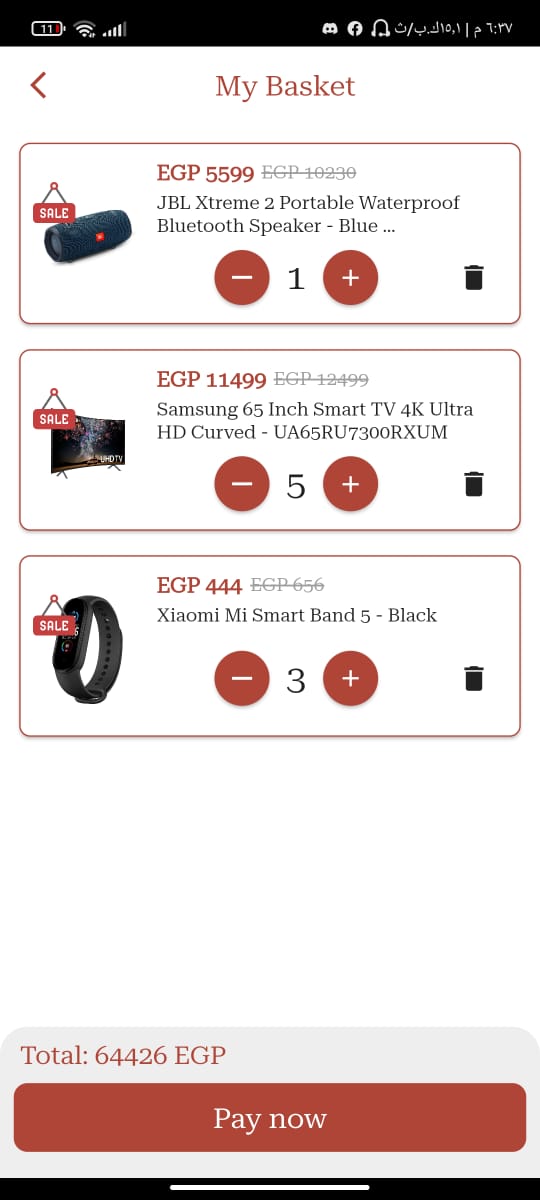 11
١٥,١ك.ب/ث | ٦:٣٧ م
My Basket
EGP 5599 EGP 10230
SALE
JBL Xtreme 2 Portable Waterproof
Bluetooth Speaker - Blue ...
1
EGP 11499 EGP 12499
SALE
Samsung 65 Inch Smart TV 4K Ultra
HD Curved - UA65RU7300RXUM
UHDTV
5
EGP 444 EGP 656
SALE
Xiaomi Mi Smart Band 5 - Black
3
Total: 64426 EGP
Pay now